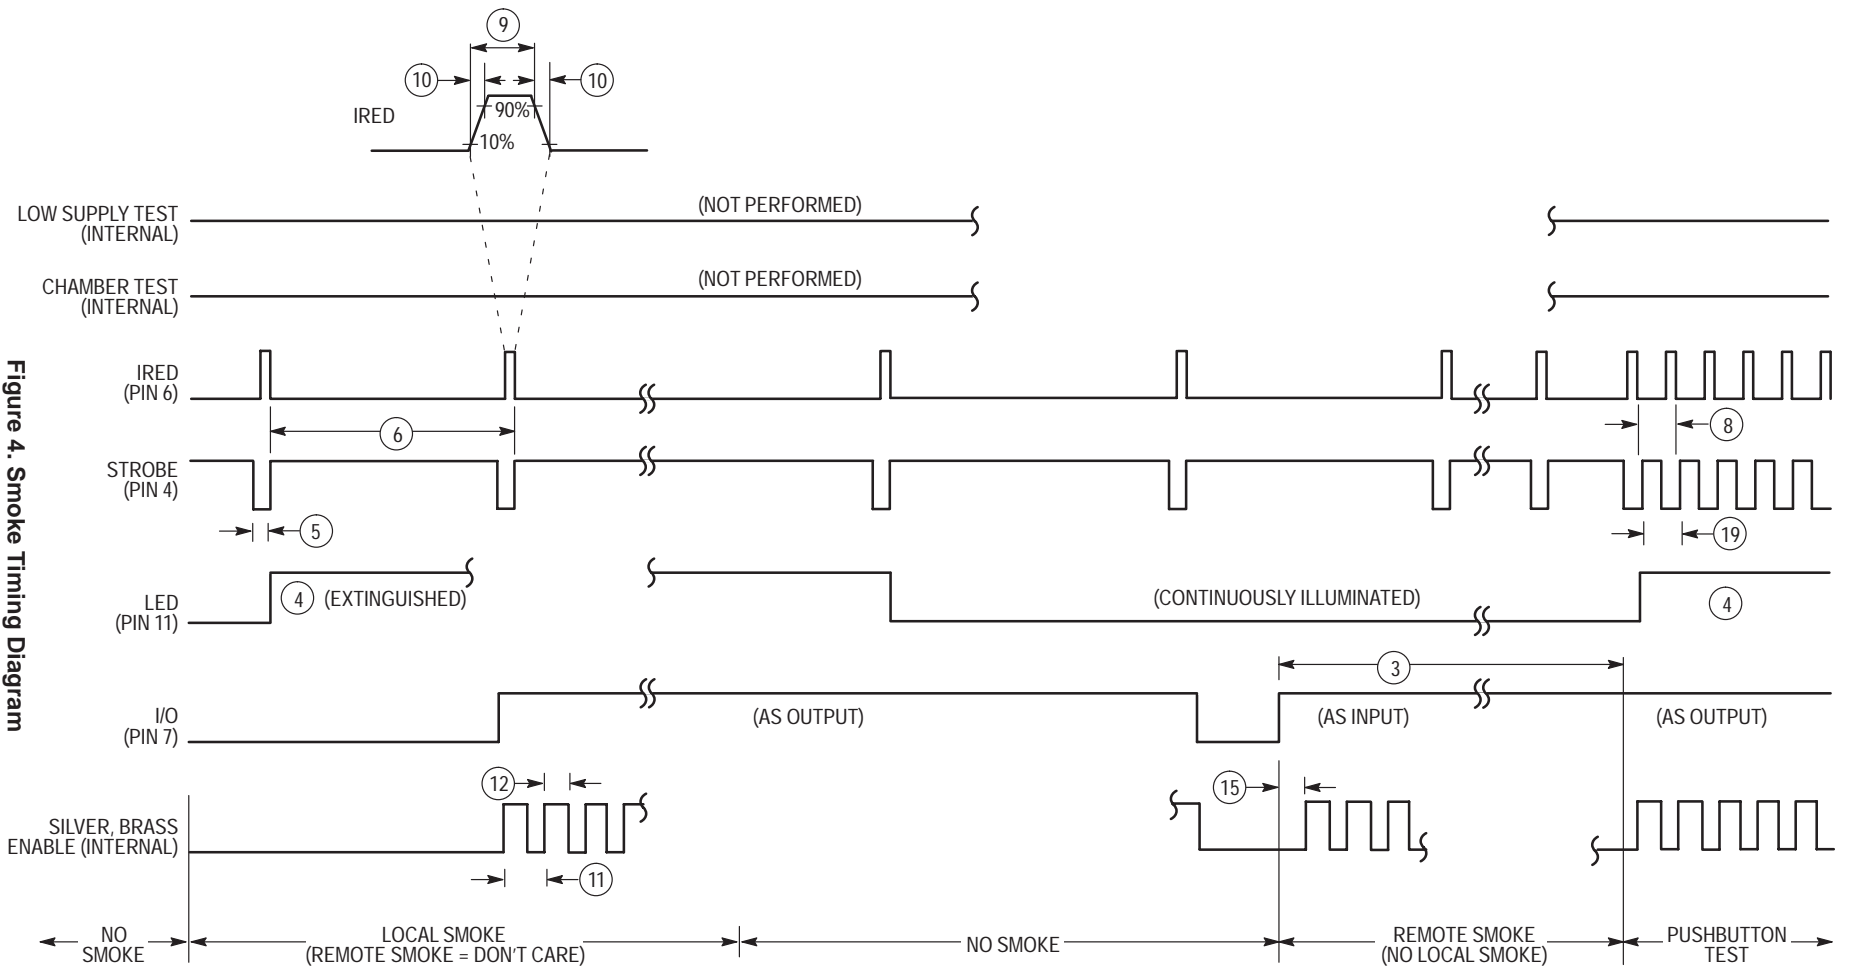 9
10
10
IRED
90%
10%
LOW SUPPLY TEST
(INTERNAL)
(NOT PERFORMED)
CHAMBER TEST
(INTERNAL)
(NOT PERFORMED)
IRED
(PIN 6)
6
8
STROBE
(PIN 4)
5
19
LED
(PIN 11)
4
(EXTINGUISHED)
(CONTINUOUSLY ILLUMINATED)
4
3
I/O
(PIN 7)
(AS OUTPUT)
(AS INPUT)
(AS OUTPUT)
12
15
SILVER, BRASS
ENABLE (INTERNAL)
11
NO
SMOKE
LOCAL SMOKE
(REMOTE SMOKE = DON'T CARE)
NO SMOKE
REMOTE SMOKE
(NO LOCAL SMOKE)
PUSHBUTTON
TEST
Figure 4. Smoke Timing Diagram